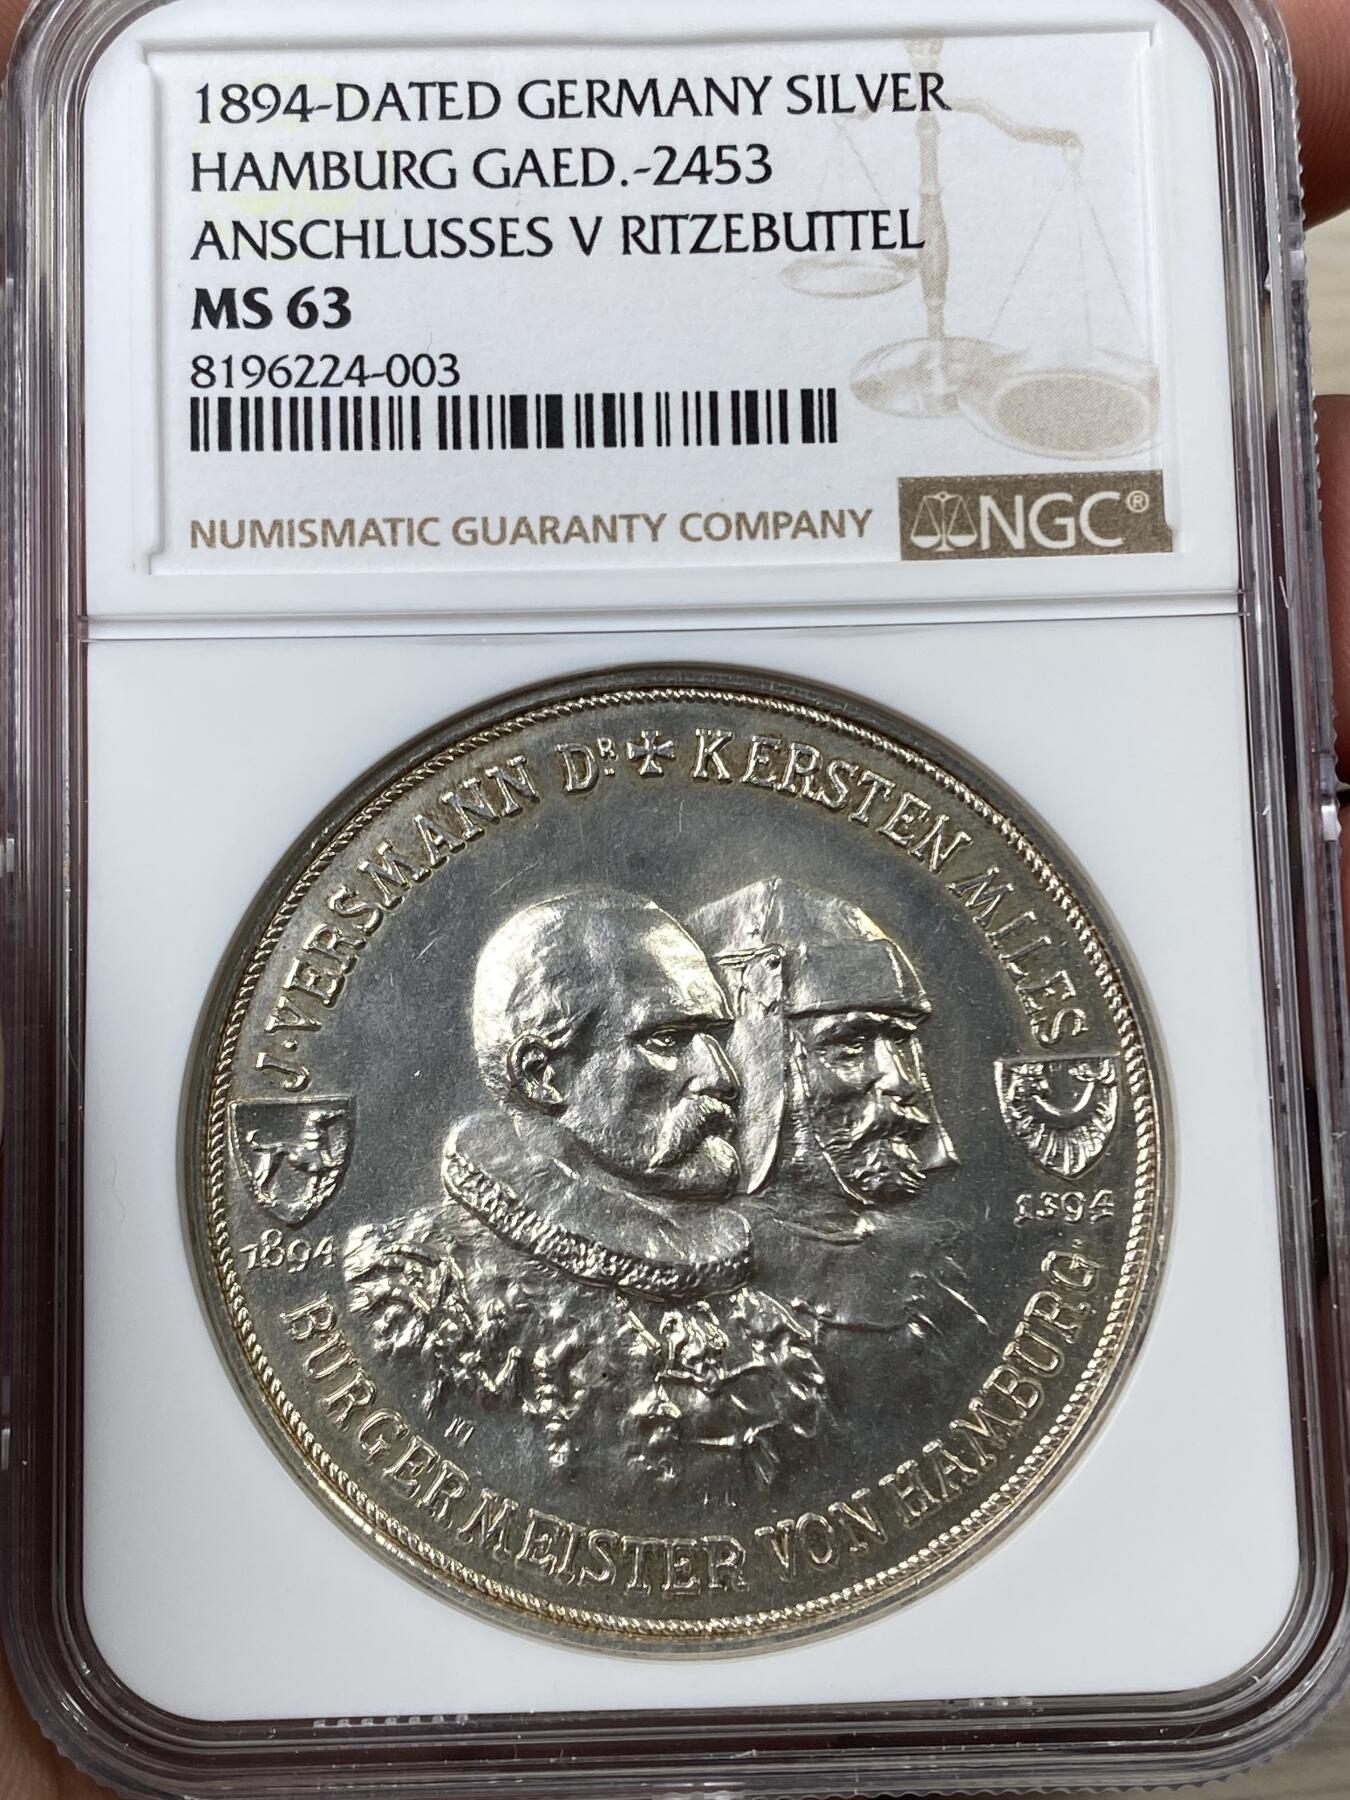 1894-DATED GERMANY SILVER
HAMBURG GAED.-2453
ANSCHLUSSES V RITZEBUTTEL
MS 63
8196224-003
NUMISMATIC GUARANTY COMPANY
NGC®
J. VERSMANN DR. ✠ KERSTEN MILES
1894
1394
BURGERMEISTER VON HAMBURG